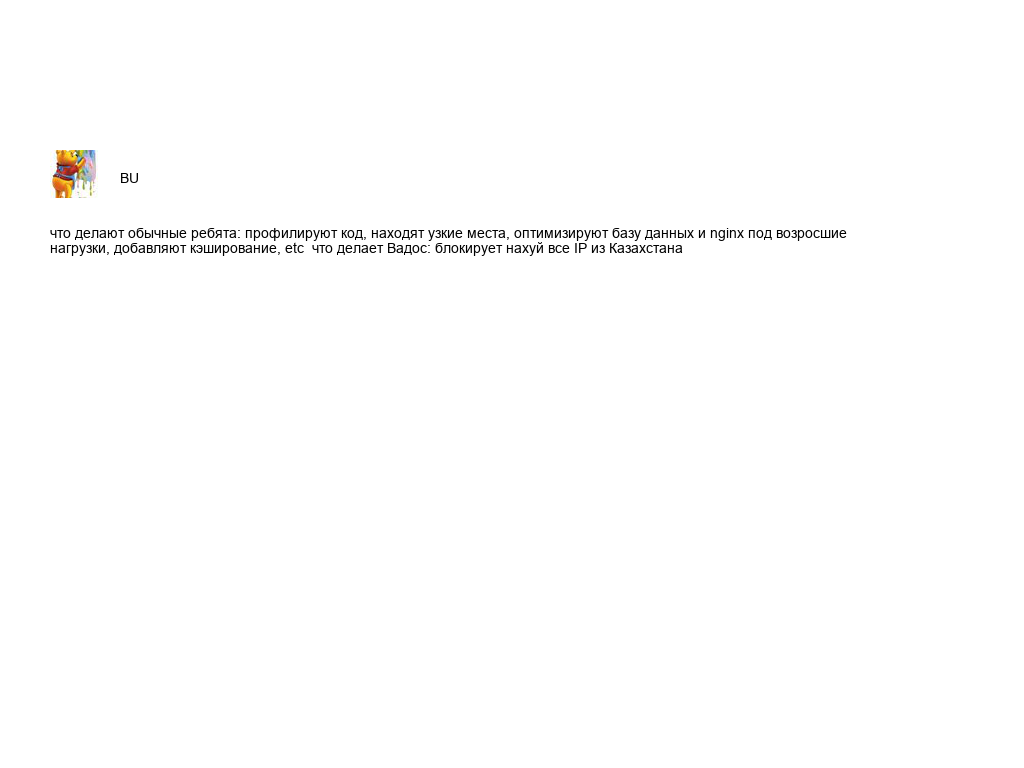 BU
что делают обычные ребята: профилируют код, находят узкие места, оптимизируют базу данных и nginx под возросшие
нагрузки, добавляют кэширование, etc  что делает Вадос: блокирует нахуй все IP из Казахстана